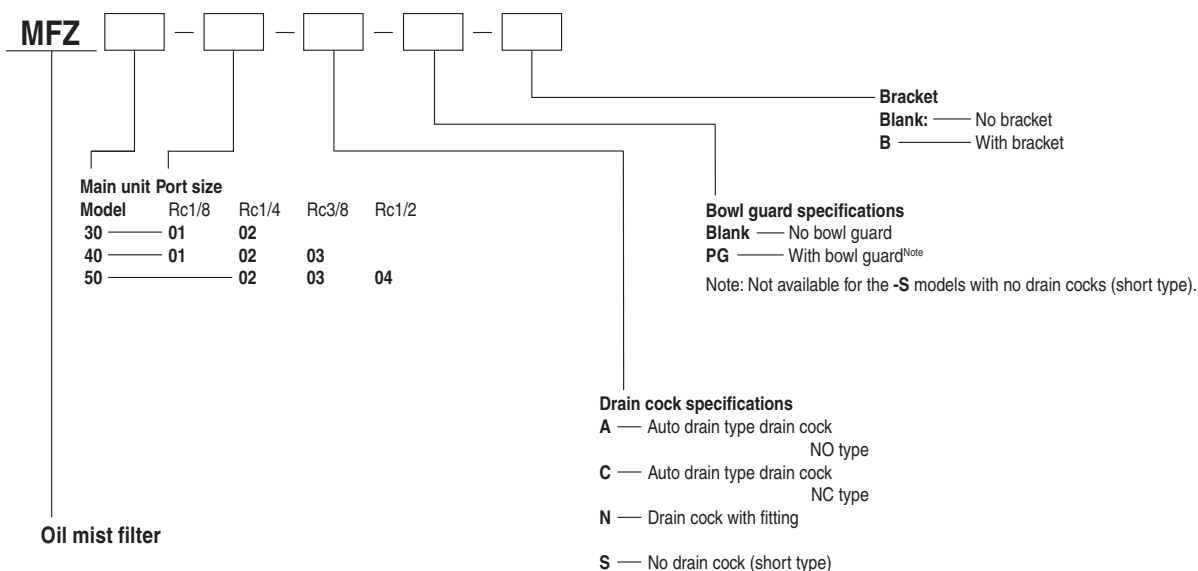 MFZ - - - -
Bracket
Blank: No bracket
B With bracket
Main unit Port size
Model Rc1/8 Rc1/4 Rc3/8 Rc1/2
30 01 02
40 01 02 03
50 02 03 04
Bowl guard specifications
Blank No bowl guard
PG With bowl guardNote
Note: Not available for the -S models with no drain cocks (short type).
Drain cock specifications
A Auto drain type drain cock
NO type
C Auto drain type drain cock
NC type
N Drain cock with fitting
S No drain cock (short type)
Oil mist filter